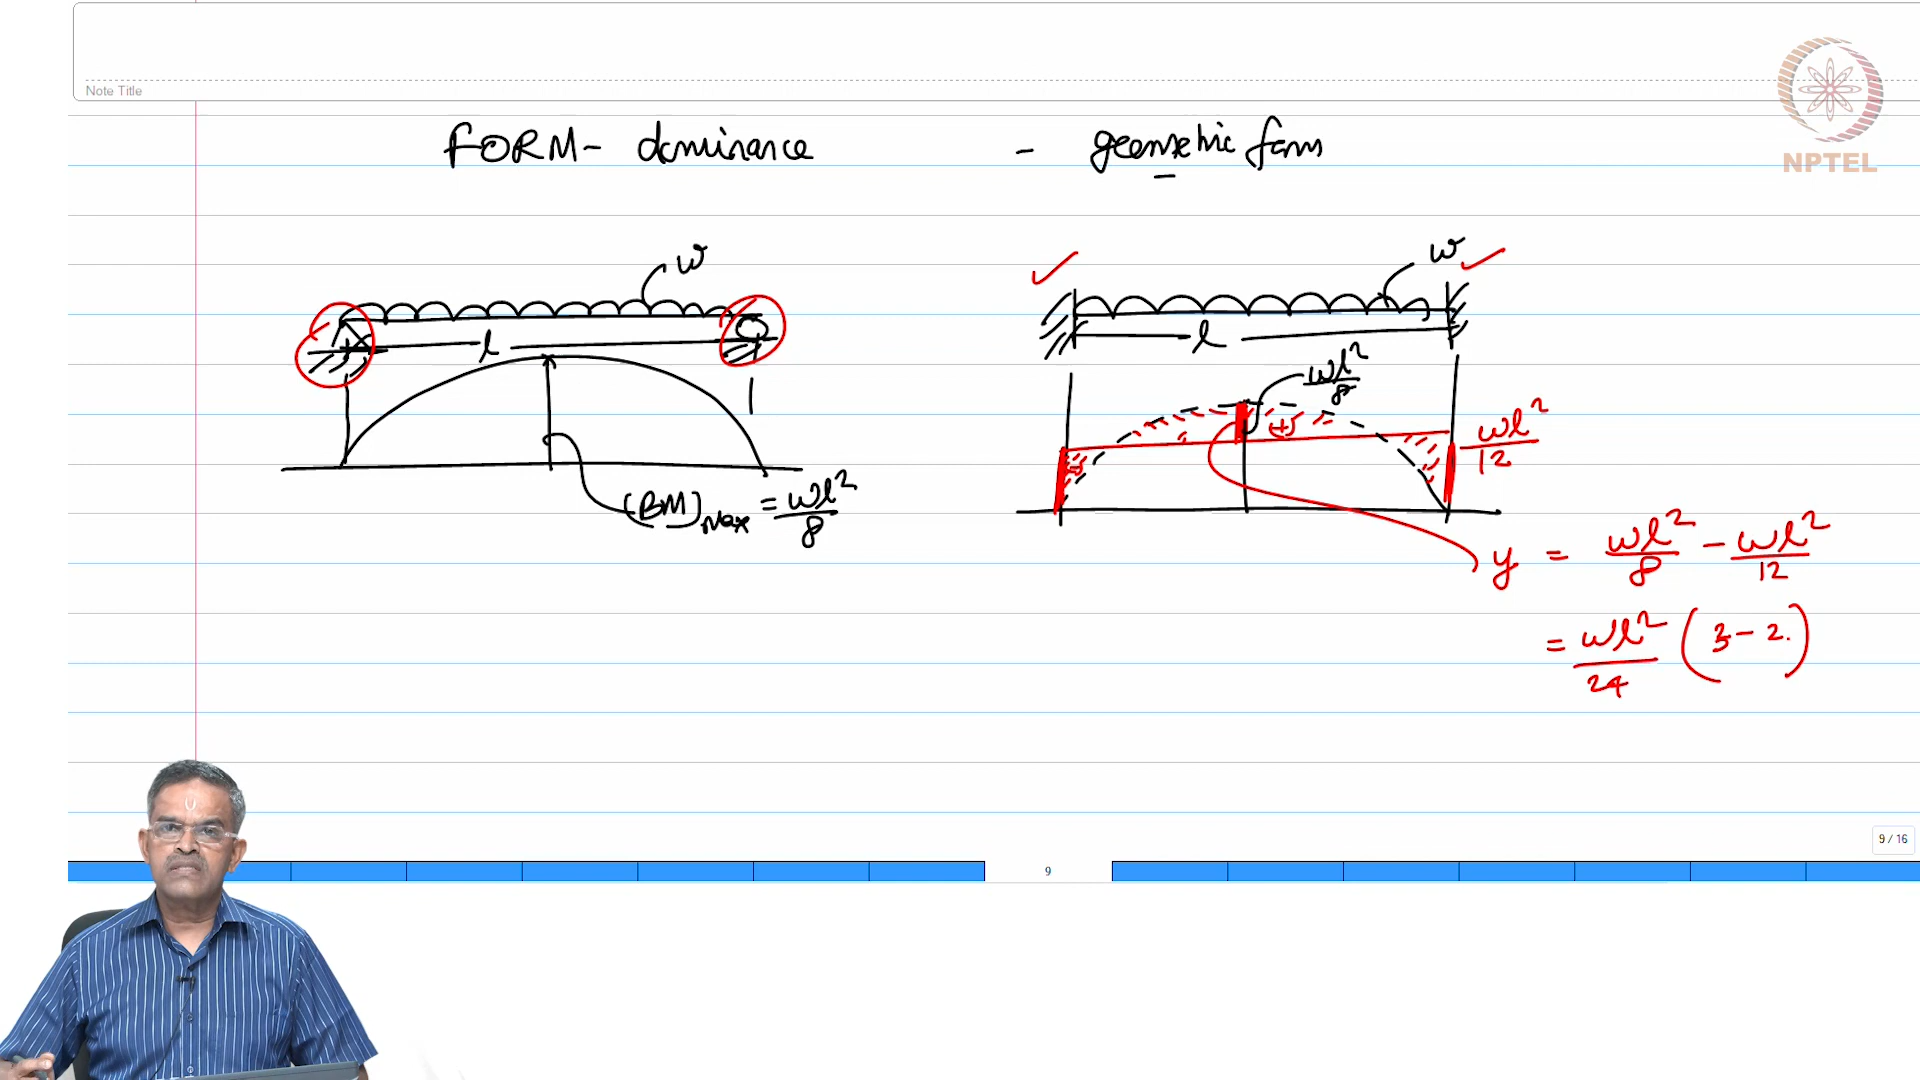 Note Title
NPTEL
FORM - dominance - geometric form
w
l
(BM)max = wl²/8
w
l
wl²/8
(+)
wl²/12
y = wl²/8 - wl²/12
= wl²/24 (3 - 2)
9 / 16
9